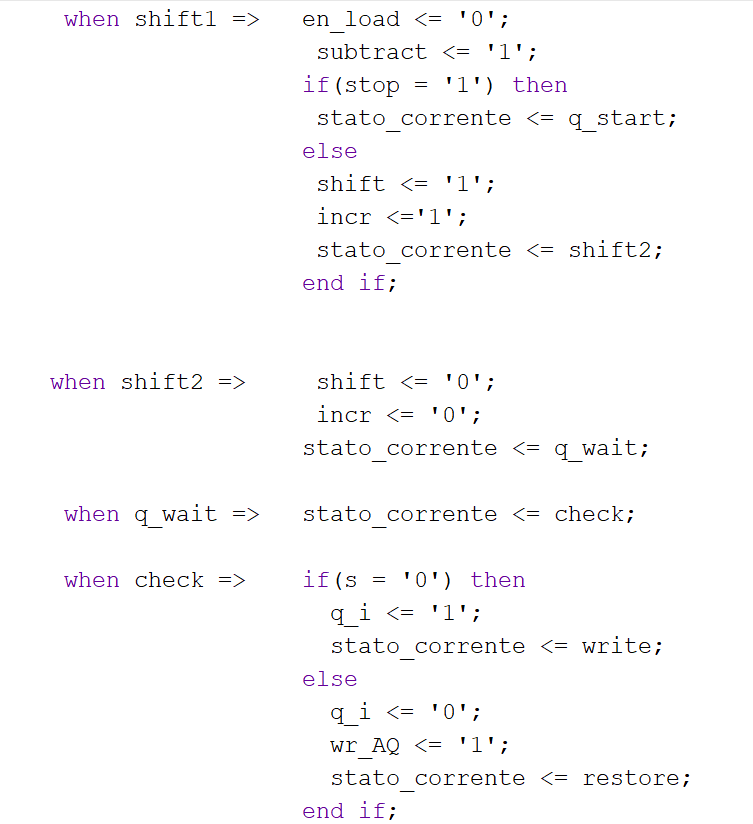 when shift1 => en_load <= '0';
subtract <= '1';
if(stop = '1') then
stato_corrente <= q_start;
else
shift <= '1';
incr <='1';
stato_corrente <= shift2;
end if;
when shift2 => shift <= '0';
incr <= '0';
stato_corrente <= q_wait;
when q_wait => stato_corrente <= check;
when check => if(s = '0') then
q_i <= '1';
stato_corrente <= write;
else
q_i <= '0';
wr_AQ <= '1';
stato_corrente <= restore;
end if;